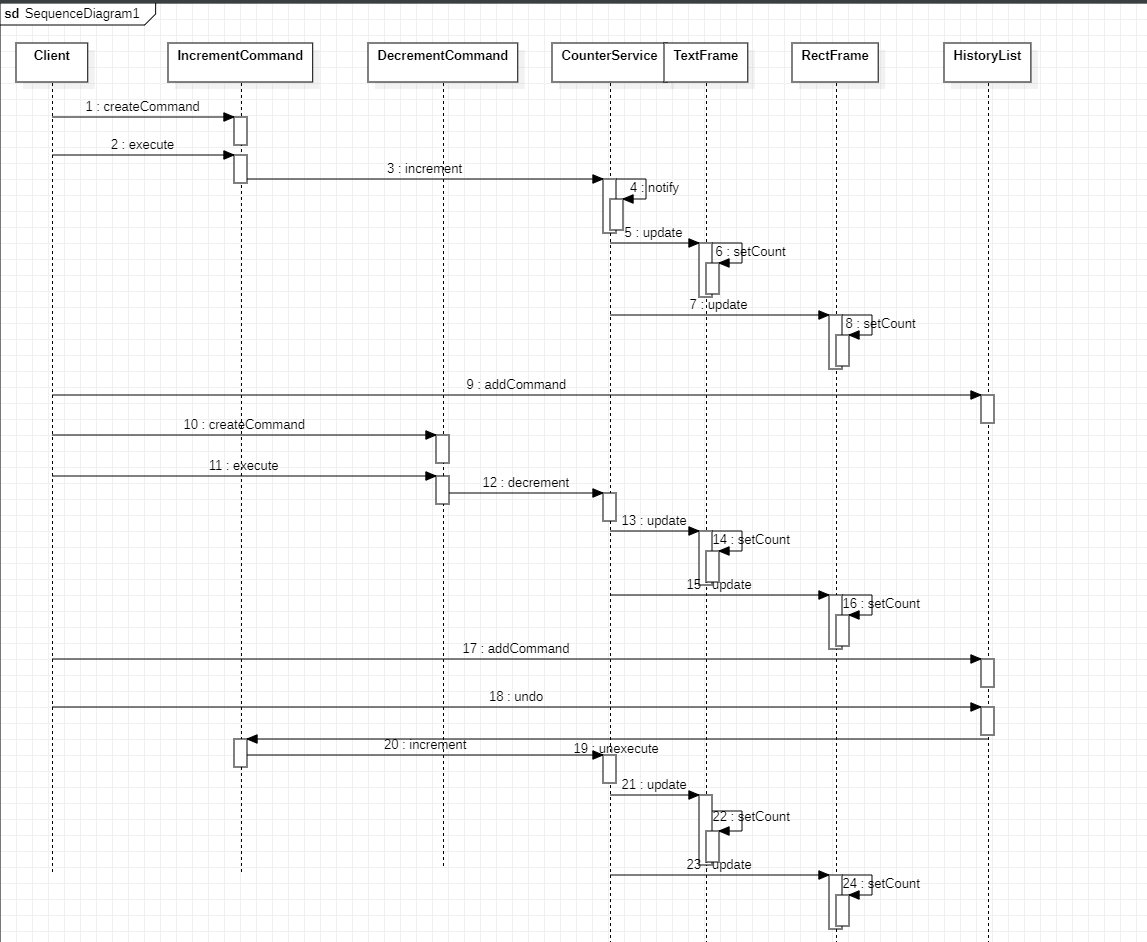 sd SequenceDiagram1
Client
IncrementCommand
DecrementCommand
CounterService
TextFrame
RectFrame
HistoryList
1 : createCommand
2 : execute
3 : increment
4 : notify
5 : update
6 : setCount
7 : update
8 : setCount
9 : addCommand
10 : createCommand
11 : execute
12 : decrement
13 : update
14 : setCount
15 : update
16 : setCount
17 : addCommand
18 : undo
20 : increment
19 : unexecute
21 : update
22 : setCount
23 : update
24 : setCount